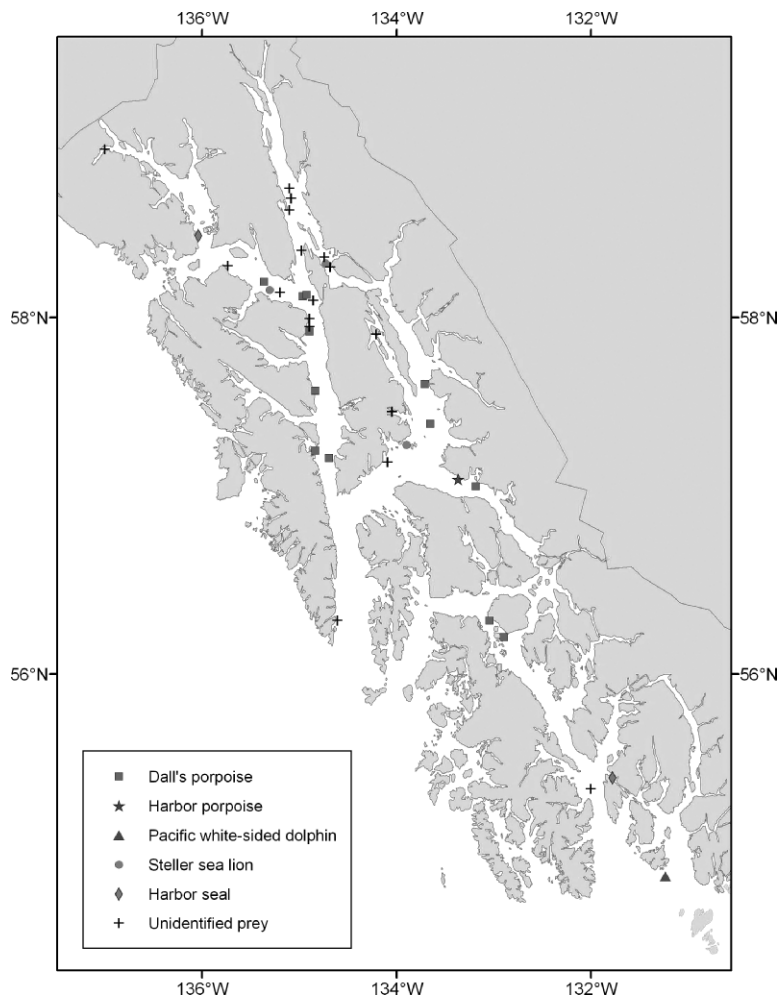 136°W 134°W 132°W
58°N 58°N
56°N 56°N
Dall's porpoise
Harbor porpoise
Pacific white-sided dolphin
Steller sea lion
Harbor seal
Unidentified prey
136°W 134°W 132°W